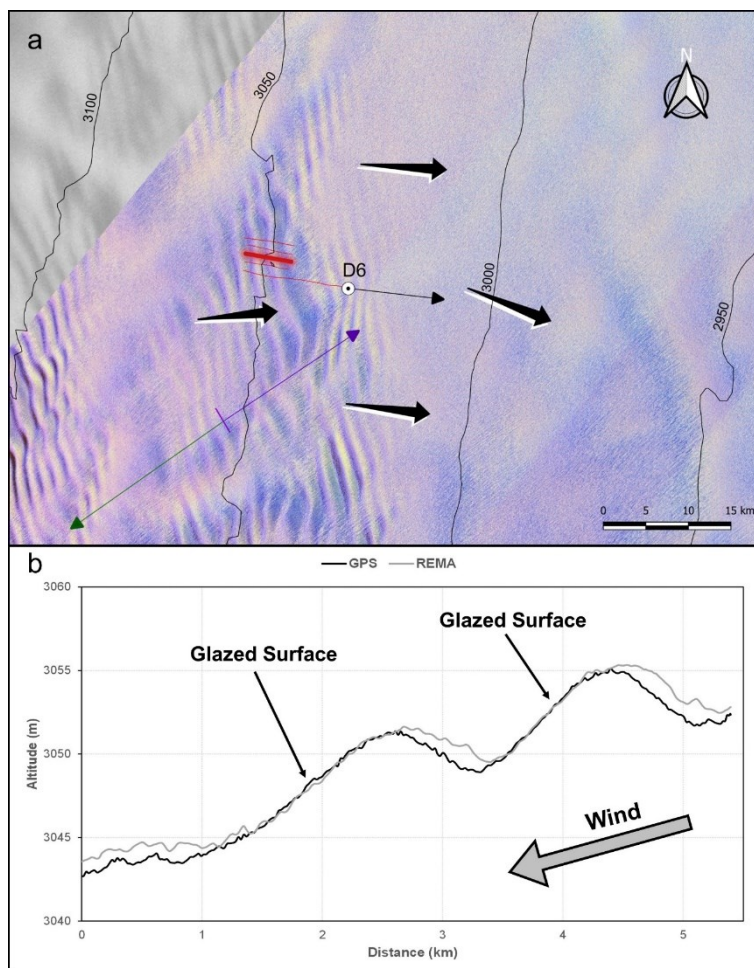 a
N
3100
3050
D6
3000
2950
0 5 10 15 km
b
GPS REMA
3060
3055
3050
3045
3040
Altitude (m)
Glazed Surface
Glazed Surface
Wind
0 1 2 3 4 5
Distance (km)